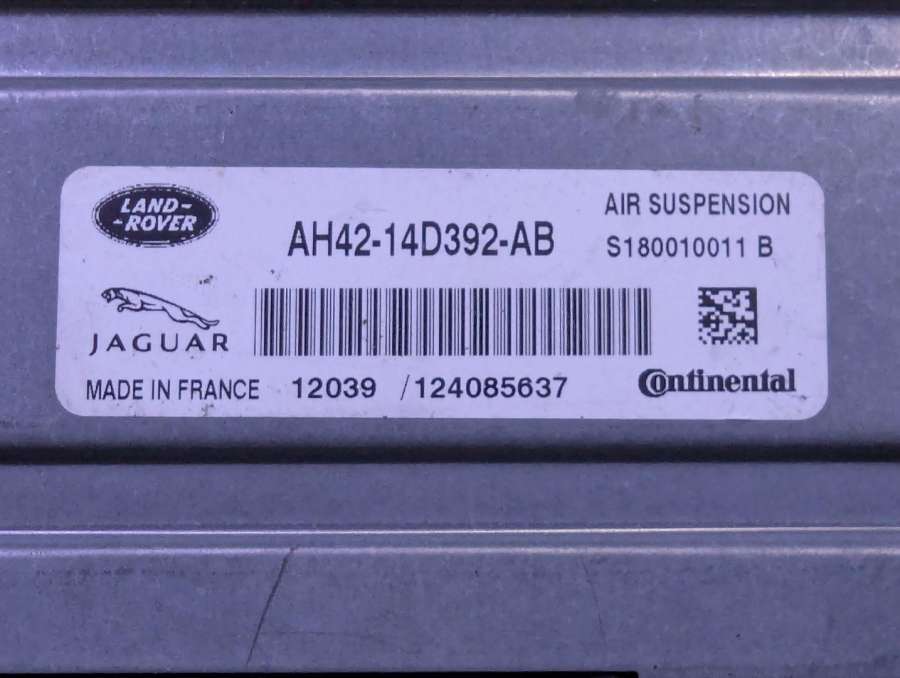 LAND-
-ROVER
AH42-14D392-AB
AIR SUSPENSION
S180010011 B
JAGUAR
MADE IN FRANCE 12039 /124085637
Continental